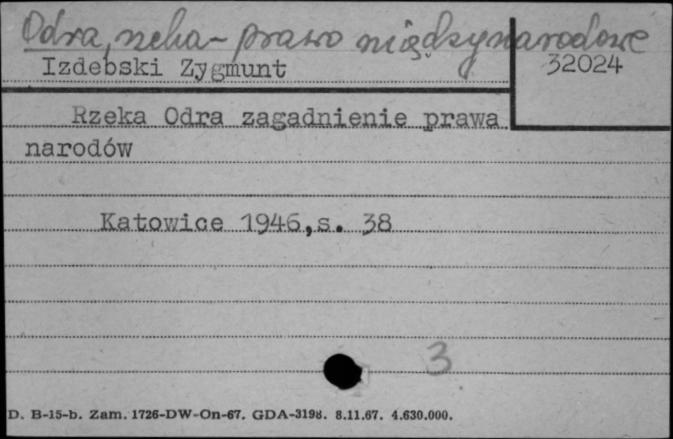 Odra, rzeka - prawo międzynarodowe
Izdebski Zygmunt
32024
Rzeka Odra zagadnienie prawa
narodów
Katowice 1946,s. 38
3
D. B-15-b. Zam. 1726-DW-On-67. GDA-3198. 8.11.67. 4.630.000.